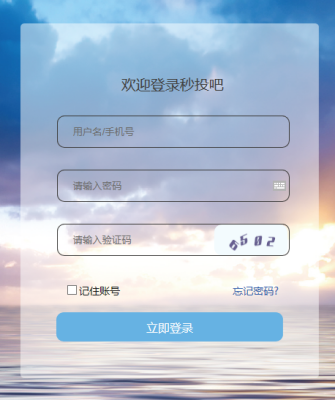 欢迎登录秒投吧
用户名/手机号
请输入密码
请输入验证码 6502
记住账号 忘记密码?
立即登录